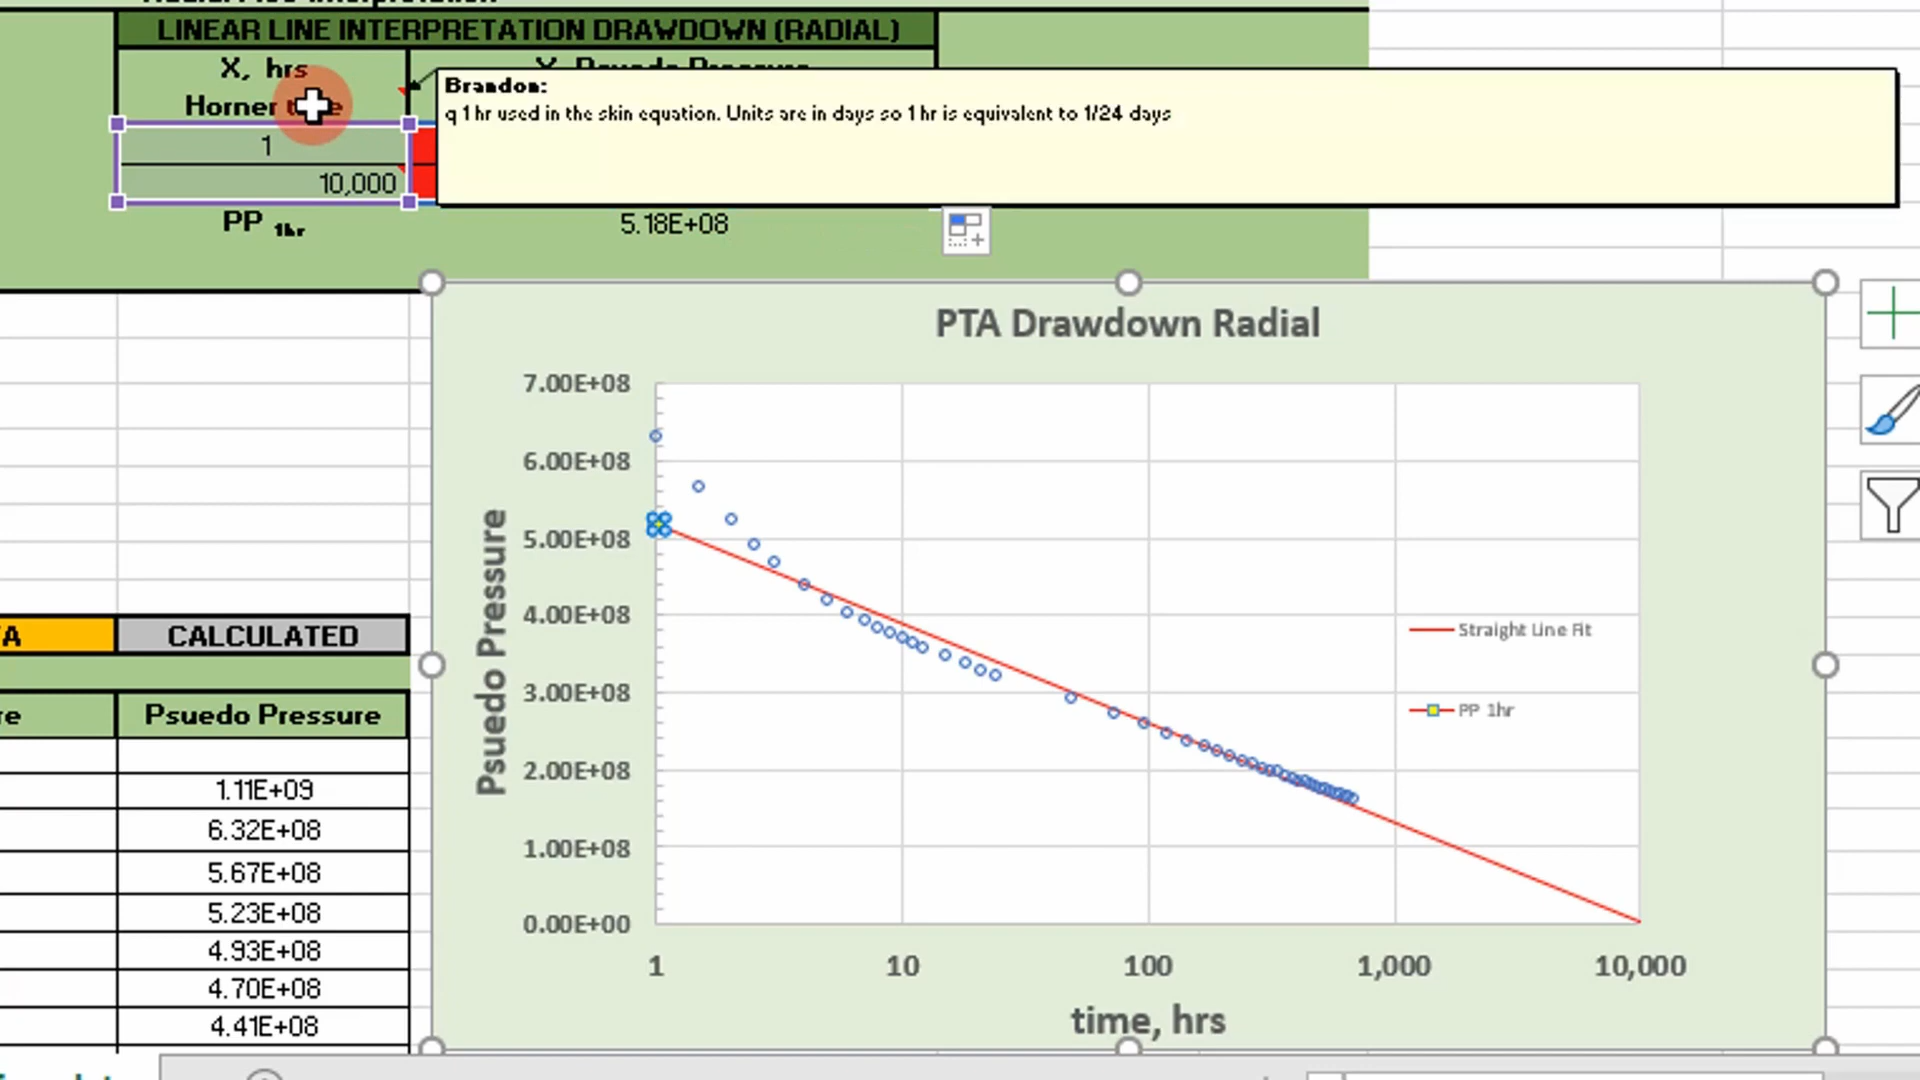 LINEAR LINE INTERPRETATION DRAWDOWN (RADIAL)
X, hrs
Horner
Brandon:
q 1 hr used in the skin equation. Units are in days so 1 hr is equivalent to 1/24 days
1
10,000
PP 1hr
5.18E+08
PTA Drawdown Radial
7.00E+08
6.00E+08
5.00E+08
4.00E+08
3.00E+08
2.00E+08
1.00E+08
0.00E+00
Psuedo Pressure
1
10
100
1,000
10,000
time, hrs
Straight Line Fit
PP 1hr
CALCULATED
Psuedo Pressure
1.11E+09
6.32E+08
5.67E+08
5.23E+08
4.93E+08
4.70E+08
4.41E+08